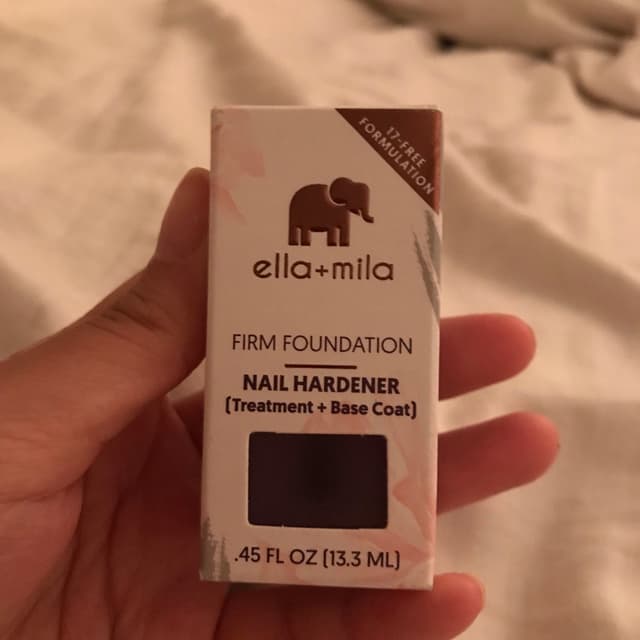 17-FREE
FORMULATION
ella+mila
FIRM FOUNDATION
NAIL HARDENER
(Treatment + Base Coat)
.45 FL OZ (13.3 ML)